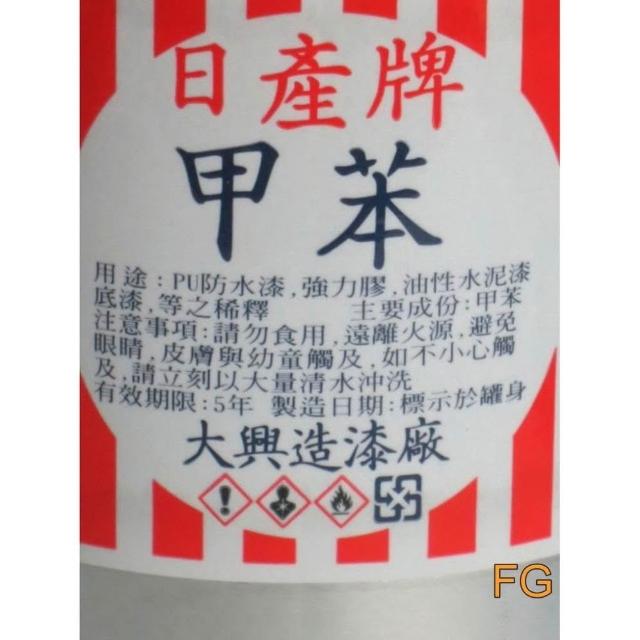 日產牌
甲苯
用途：PU防水漆，強力膠，油性水泥漆
底漆，等之稀釋　主要成份：甲苯
注意事項：請勿食用，遠離火源，避免
眼睛，皮膚與幼童觸及，如不小心觸
及，請立刻以大量清水沖洗
有效期限：5年 製造日期：標示於罐身
大興造漆廠
FG